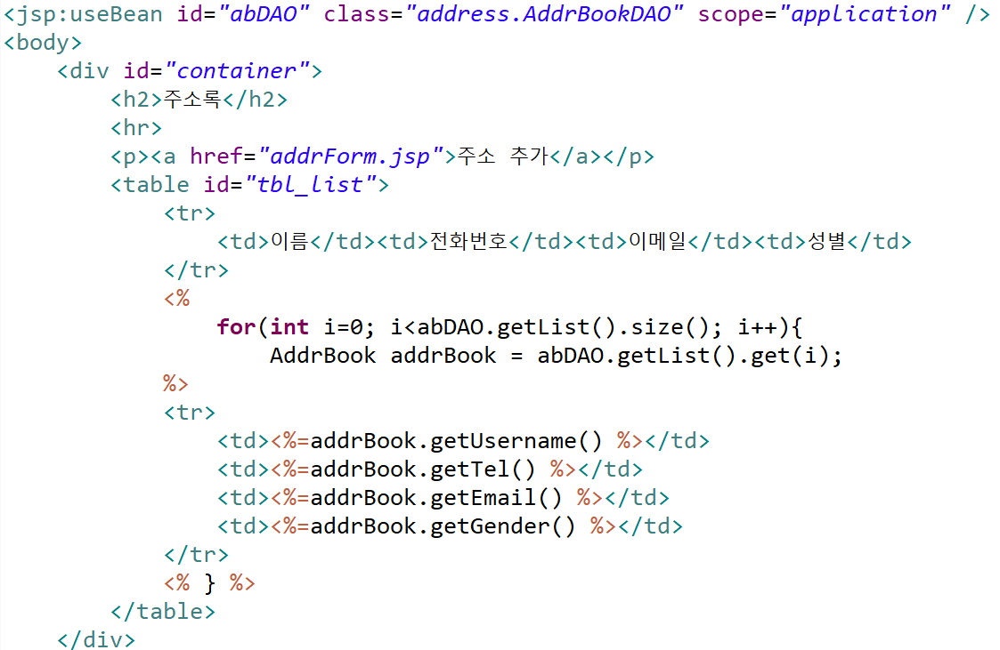 <jsp:useBean id="abDAO" class="address.AddrBookDAO" scope="application" />
<body>
    <div id="container">
        <h2>주소록</h2>
        <hr>
        <p><a href="addrForm.jsp">주소 추가</a></p>
        <table id="tbl_list">
            <tr>
                <td>이름</td><td>전화번호</td><td>이메일</td><td>성별</td>
            </tr>
            <%
                for(int i=0; i<abDAO.getList().size(); i++){
                    AddrBook addrBook = abDAO.getList().get(i);
            %>
            <tr>
                <td><%=addrBook.getUsername() %></td>
                <td><%=addrBook.getTel() %></td>
                <td><%=addrBook.getEmail() %></td>
                <td><%=addrBook.getGender() %></td>
            </tr>
            <% } %>
        </table>
    </div>